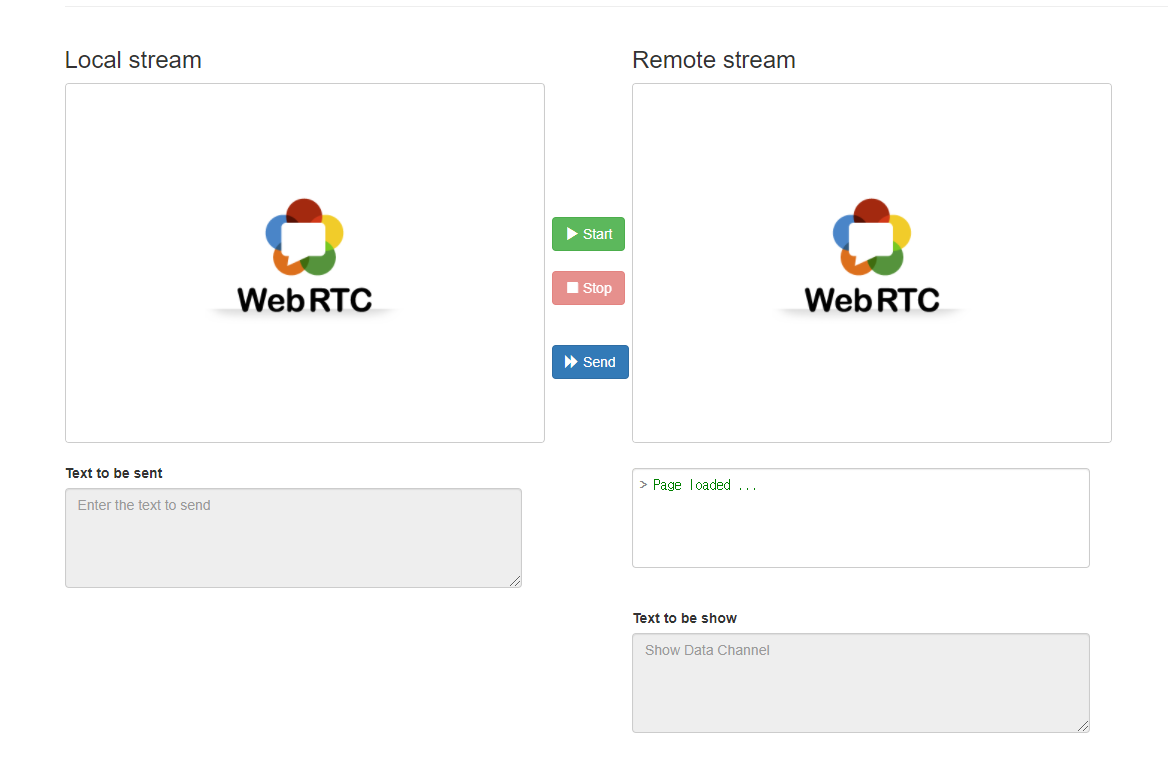 Local stream
Remote stream
WebRTC
WebRTC
Start
Stop
Send
Text to be sent
Enter the text to send
> Page loaded ...
Text to be show
Show Data Channel